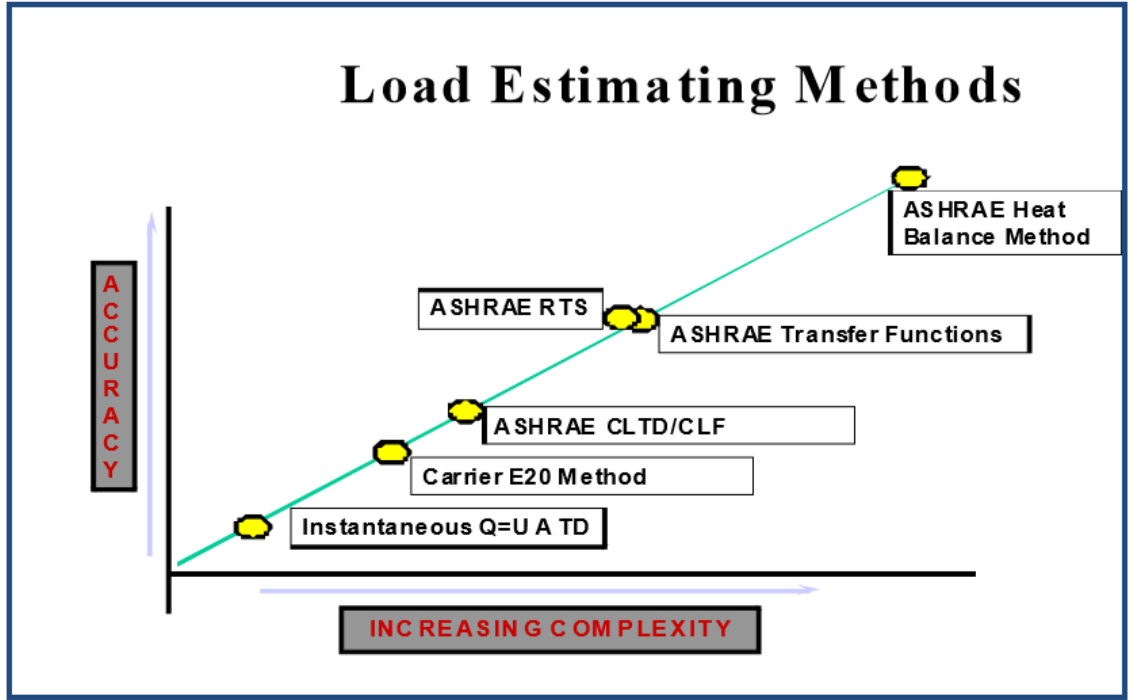 Load Estimating Methods
ASHRAE Heat
Balance Method
ASHRAE RTS
ASHRAE Transfer Functions
ASHRAE CLTD/CLF
Carrier E20 Method
Instantaneous Q=U A TD
ACCURACY
INCREASING COMPLEXITY